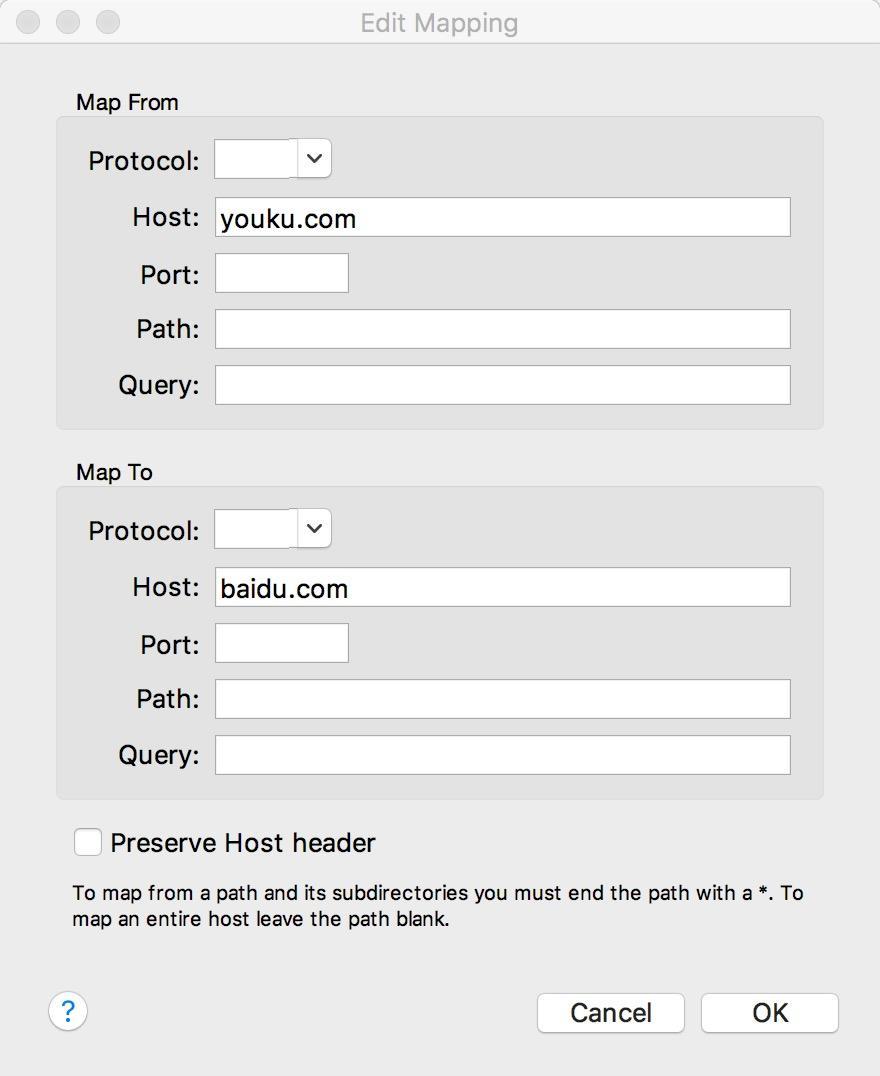 Edit Mapping
Map From
Protocol:
Host: youku.com
Port:
Path:
Query:
Map To
Protocol:
Host: baidu.com
Port:
Path:
Query:
Preserve Host header
To map from a path and its subdirectories you must end the path with a *. To
map an entire host leave the path blank.
? Cancel OK